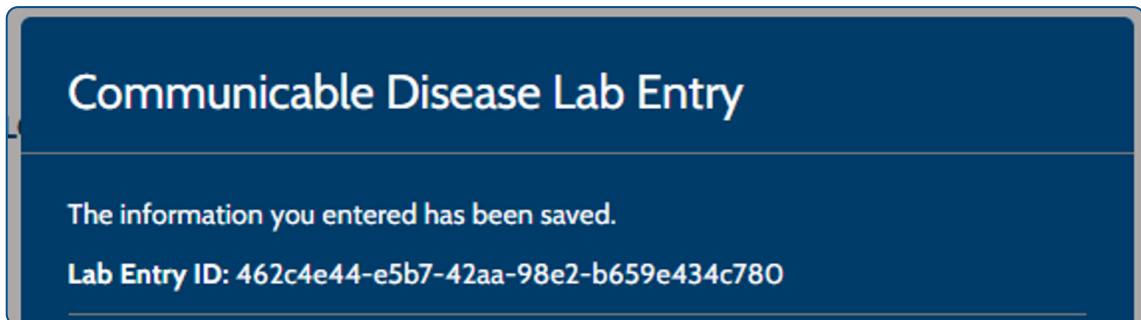 Communicable Disease Lab Entry
The information you entered has been saved.
Lab Entry ID: 462c4e44-e5b7-42aa-98e2-b659e434c780